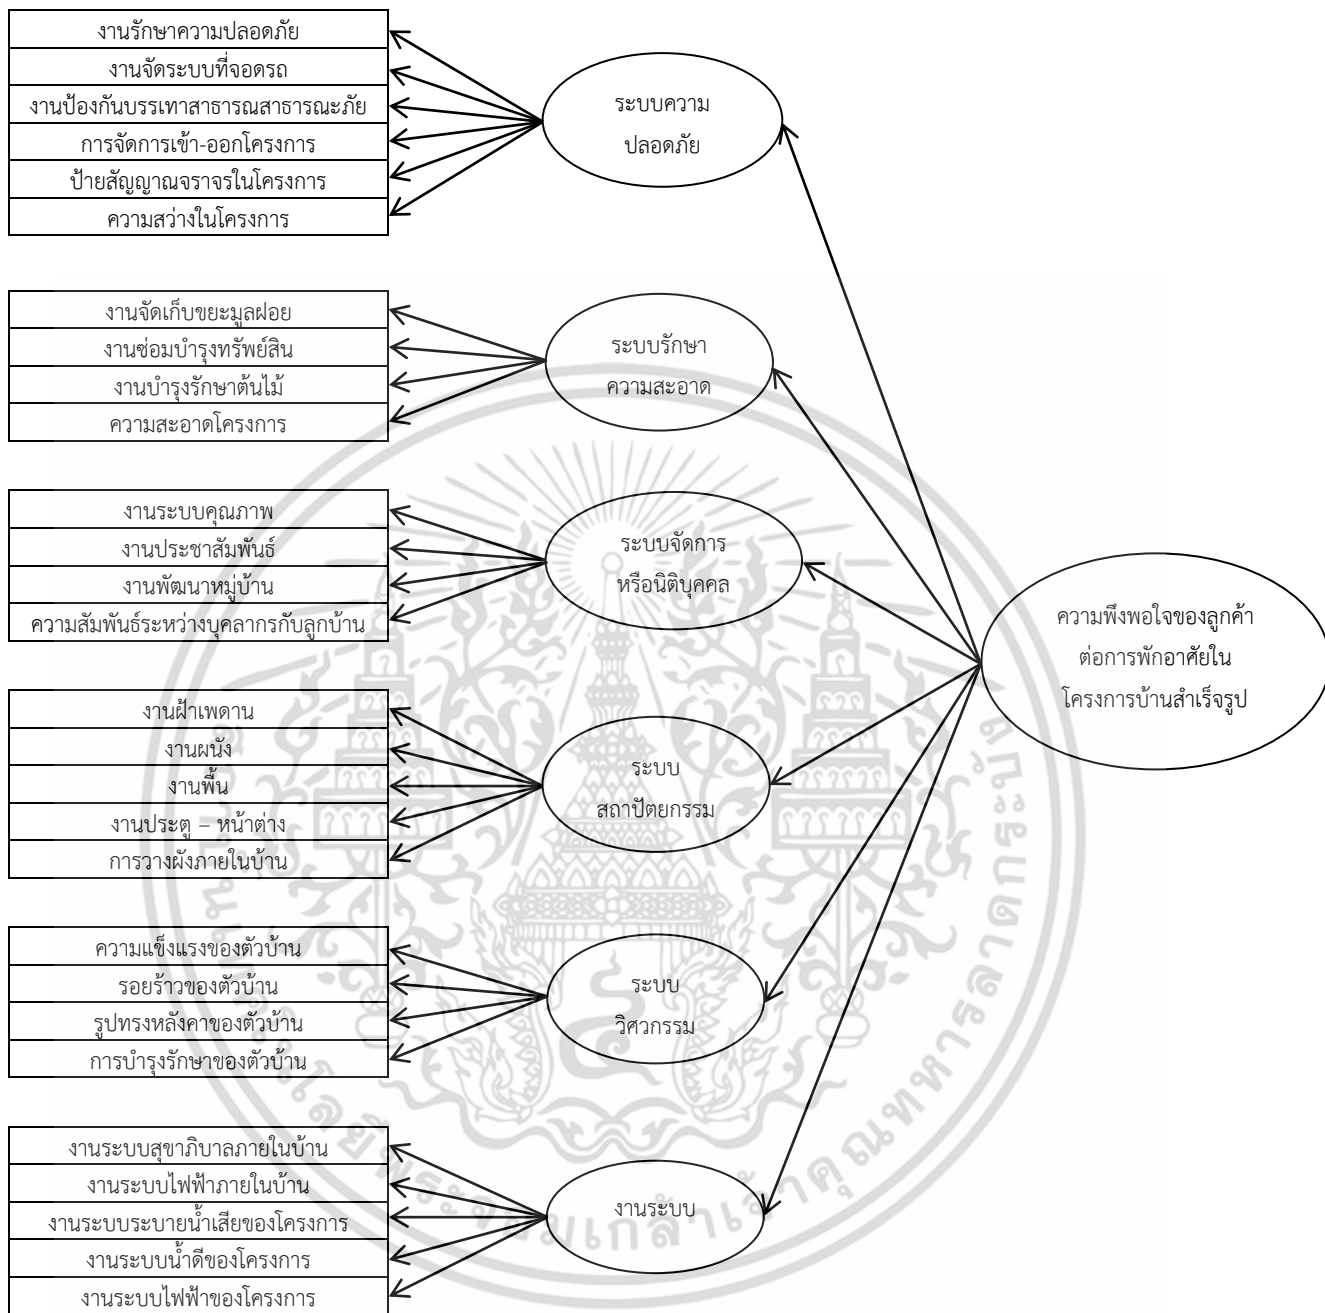 งานรักษาความปลอดภัย
งานจัดระบบที่จอดรถ
งานป้องกันบรรเทาสาธารณสาธารณะภัย
การจัดการเข้า-ออกโครงการ
ป้ายสัญญาณจราจรในโครงการ
ความสว่างในโครงการ
ระบบความ
ปลอดภัย
งานจัดเก็บขยะมูลฝอย
งานซ่อมบำรุงทรัพย์สิน
งานบำรุงรักษาต้นไม้
ความสะอาดโครงการ
ระบบรักษา
ความสะอาด
งานระบบคุณภาพ
งานประชาสัมพันธ์
งานพัฒนาหมู่บ้าน
ความสัมพันธ์ระหว่างบุคลากรกับลูกบ้าน
ระบบจัดการ
หรือนิติบุคคล
ความพึงพอใจของลูกค้า
ต่อการพักอาศัยใน
โครงการบ้านสำเร็จรูป
งานฝ้าเพดาน
งานผนัง
งานพื้น
งานประตู – หน้าต่าง
การวางผังภายในบ้าน
ระบบ
สถาปัตยกรรม
ความแข็งแรงของตัวบ้าน
รอยร้าวของตัวบ้าน
รูปทรงหลังคาของตัวบ้าน
การบำรุงรักษาของตัวบ้าน
ระบบ
วิศวกรรม
งานระบบสุขาภิบาลภายในบ้าน
งานระบบไฟฟ้าภายในบ้าน
งานระบบระบายน้ำเสียของโครงการ
งานระบบน้ำดีของโครงการ
งานระบบไฟฟ้าของโครงการ
งานระบบ
พระจอมเกล้าเจ้าคุณทหารลาดกระบัง